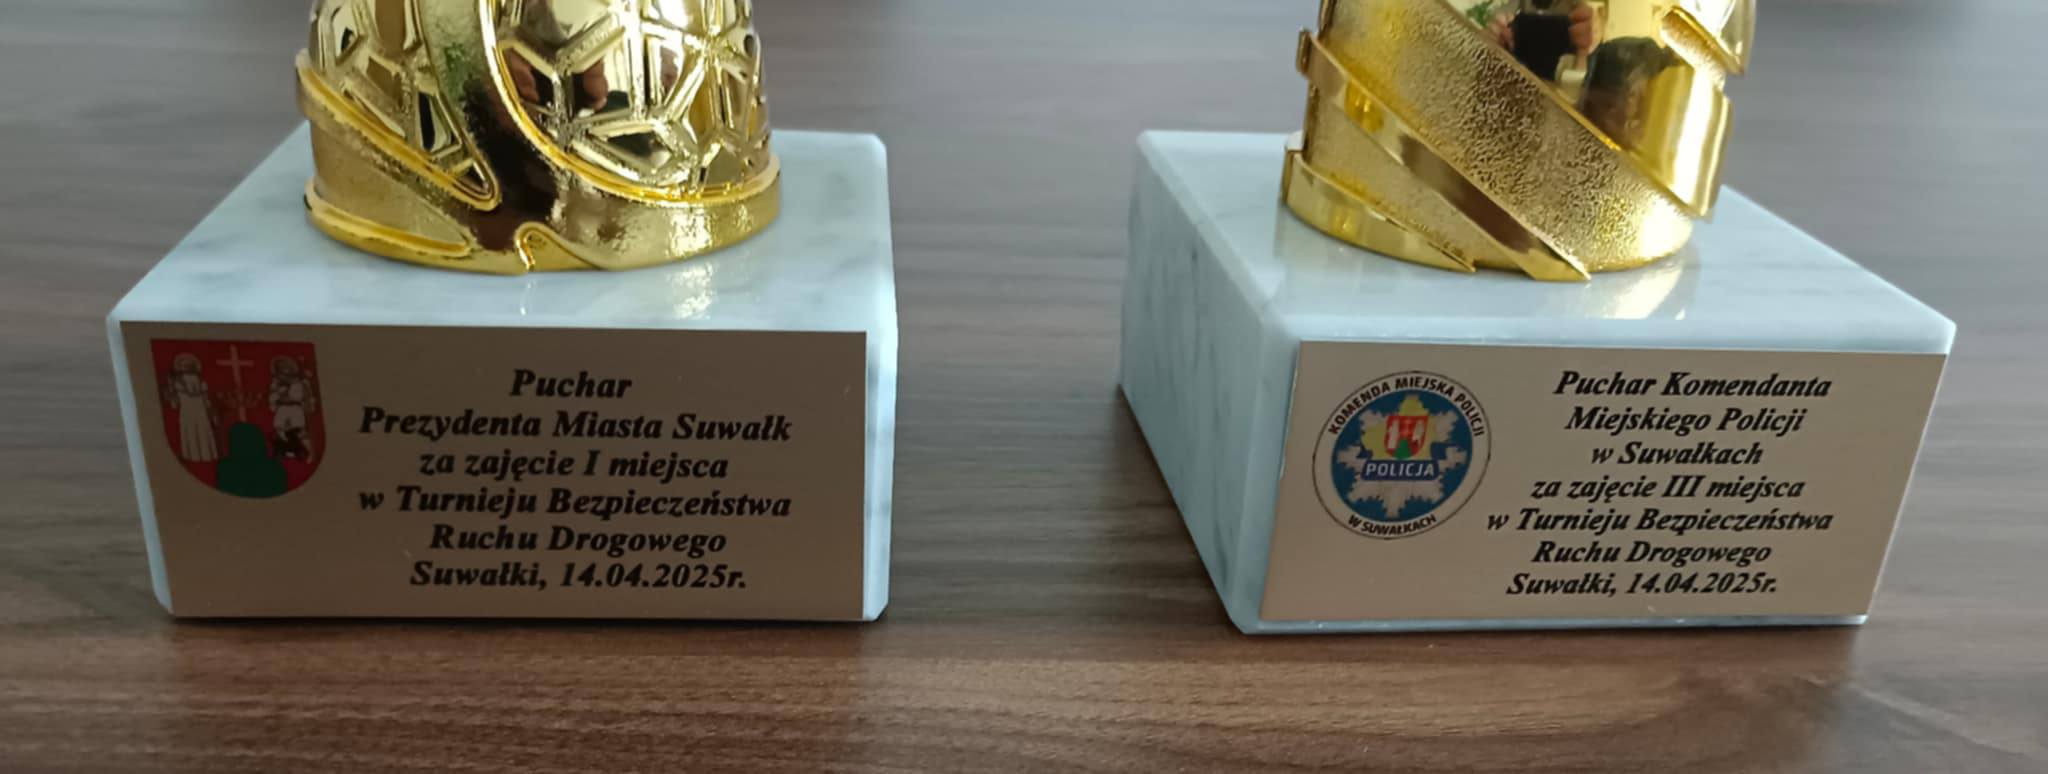 Puchar
Prezydenta Miasta Suwałk
za zajęcie I miejsca
w Turnieju Bezpieczeństwa
Ruchu Drogowego
Suwałki, 14.04.2025r.
KOMENDA MIEJSKA POLICJI
POLICJA
W SUWAŁKACH
Puchar Komendanta
Miejskiego Policji
w Suwałkach
za zajęcie III miejsca
w Turnieju Bezpieczeństwa
Ruchu Drogowego
Suwałki, 14.04.2025r.